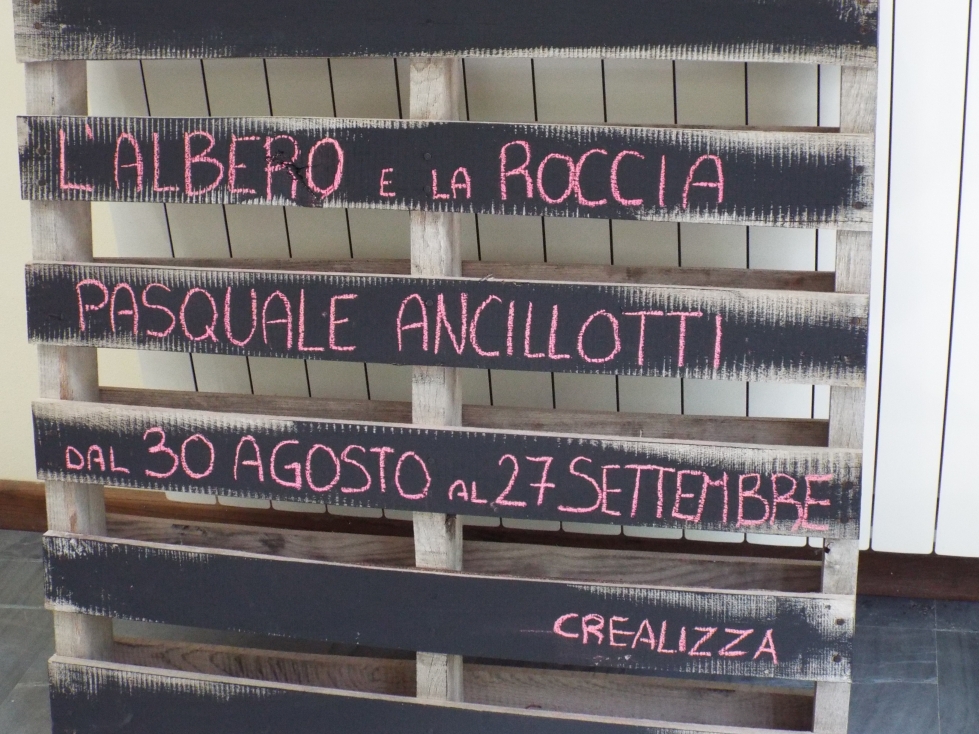 L'ALBERO E LA ROCCIA
PASQUALE ANCILLOTTI
DAL 30 AGOSTO AL 27 SETTEMBRE
CREALIZZA